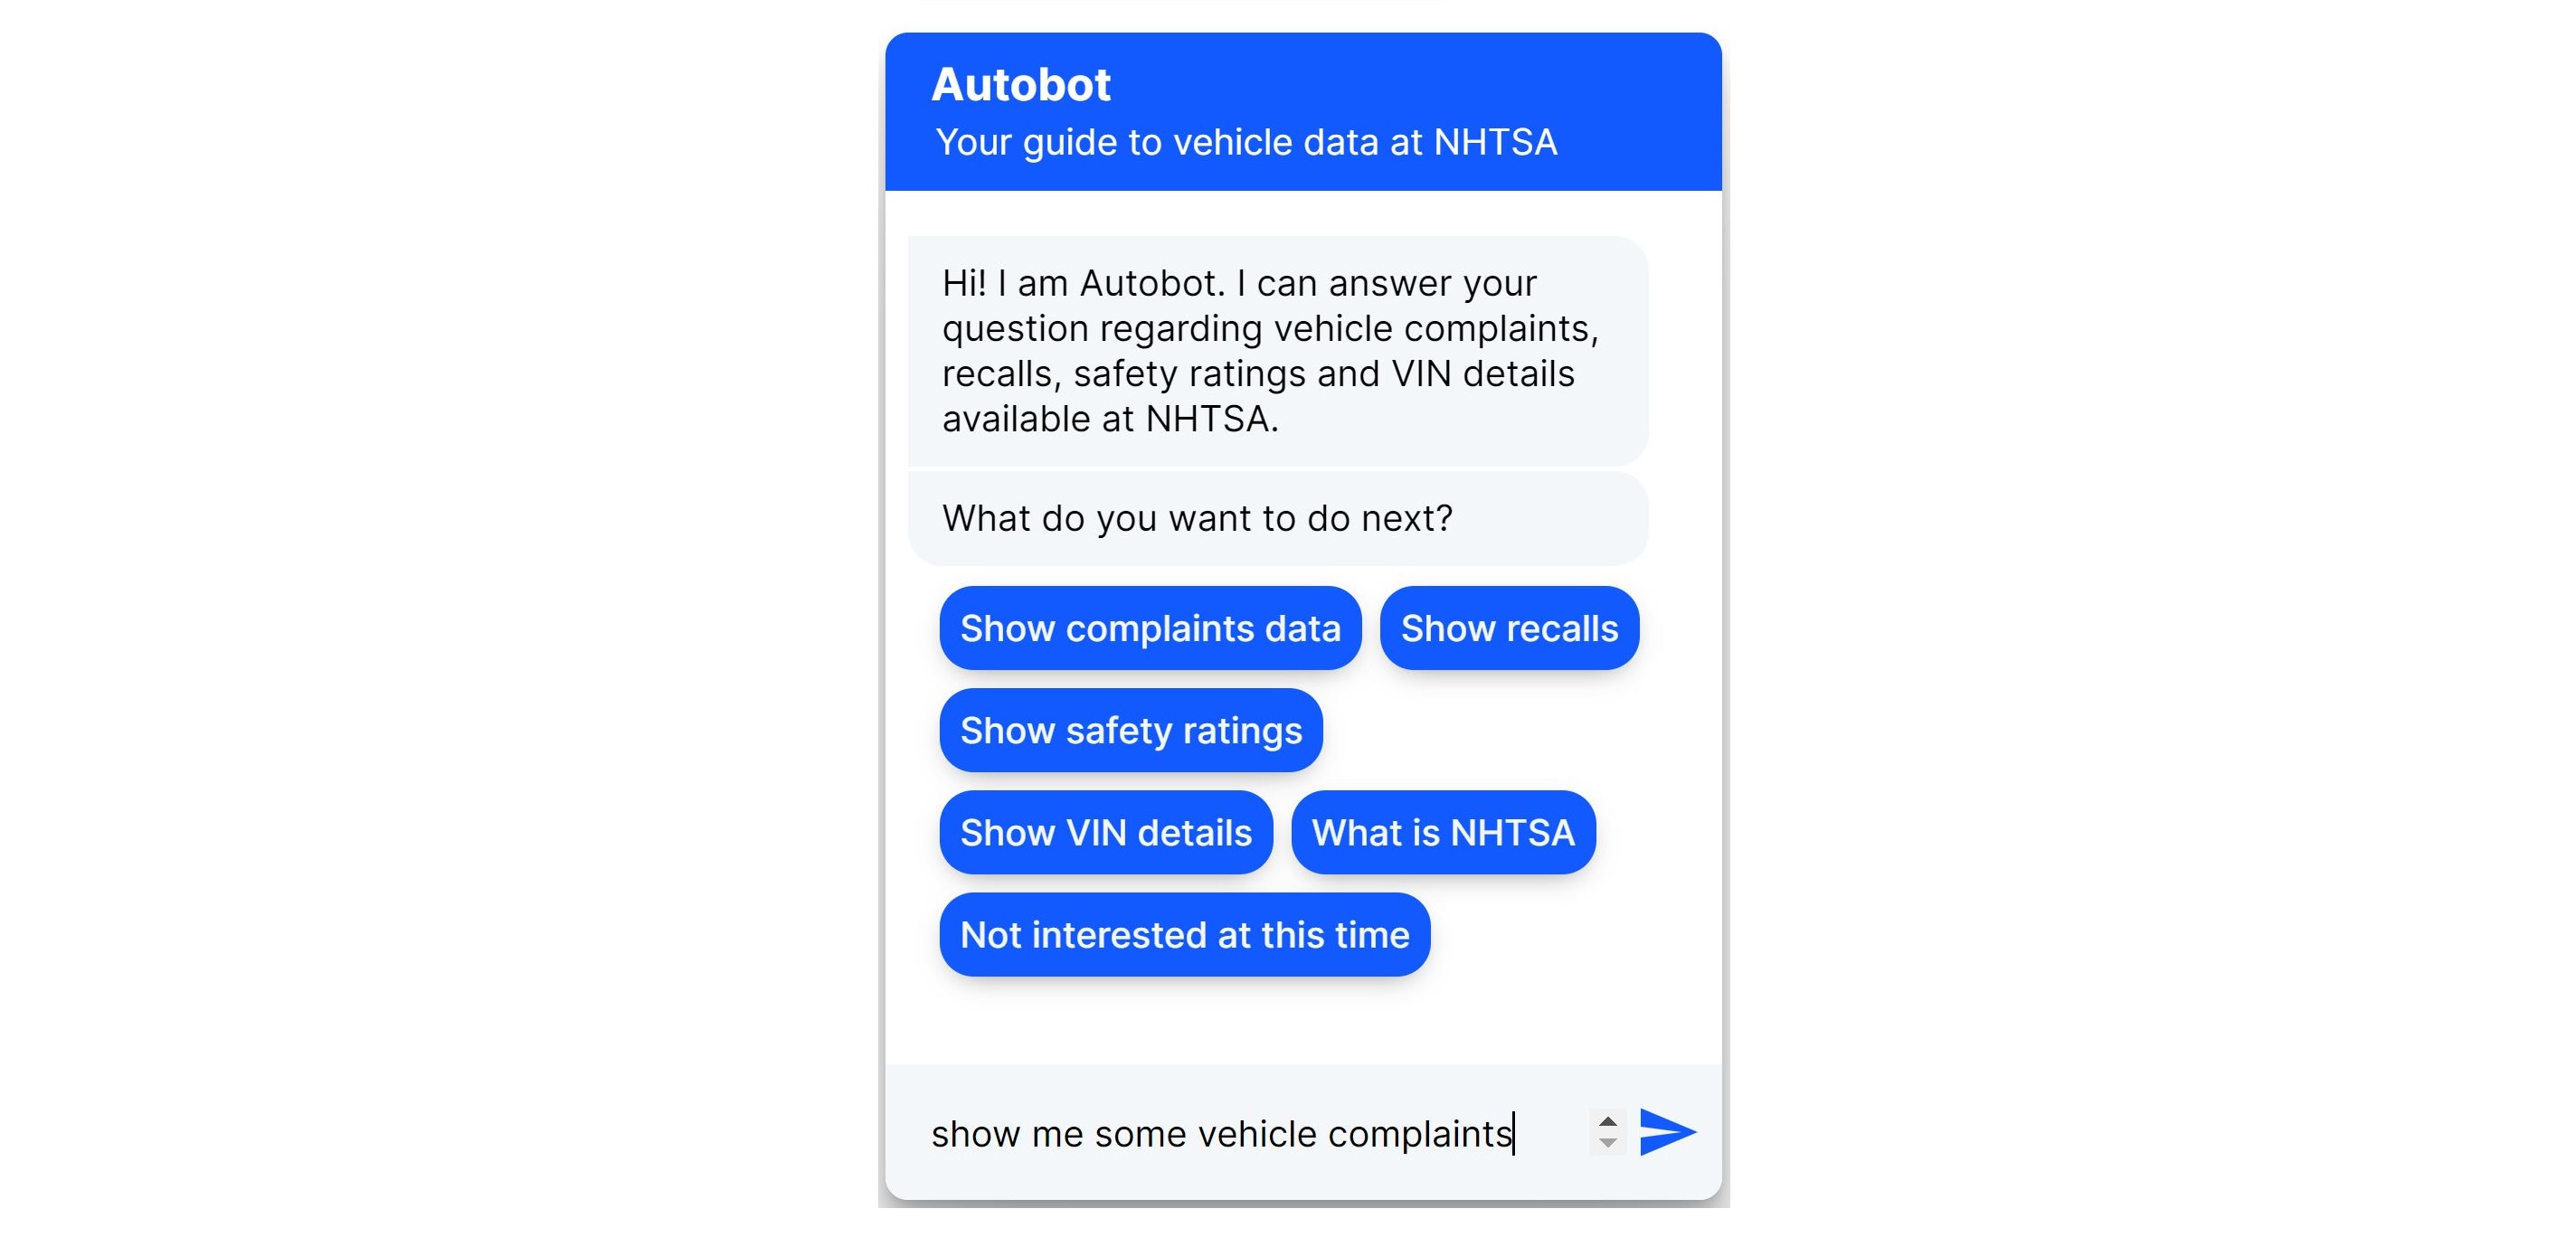 Autobot
Your guide to vehicle data at NHTSA
Hi! I am Autobot. I can answer your
question regarding vehicle complaints,
recalls, safety ratings and VIN details
available at NHTSA.
What do you want to do next?
Show complaints data
Show recalls
Show safety ratings
Show VIN details
What is NHTSA
Not interested at this time
show me some vehicle complaints